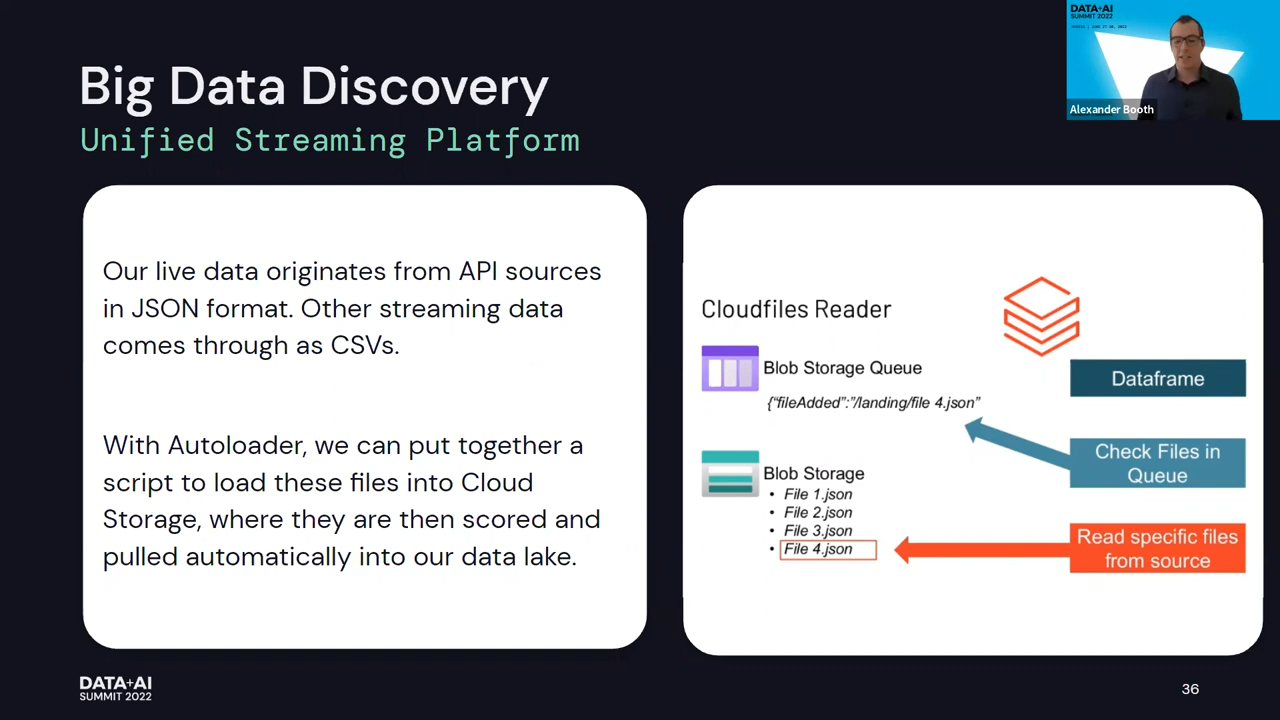 DATA+AI
SUMMIT 2022
Alexander Booth
Big Data Discovery
Unified Streaming Platform
Our live data originates from API sources
in JSON format. Other streaming data
comes through as CSVs.
With Autoloader, we can put together a
script to load these files into Cloud
Storage, where they are then scored and
pulled automatically into our data lake.
Cloudfiles Reader
Blob Storage Queue
{“fileAdded”:”/landing/file 4.json”
Blob Storage
• File 1.json
• File 2.json
• File 3.json
• File 4.json
Dataframe
Check Files in
Queue
Read specific files
from source
DATA+AI
SUMMIT 2022
36